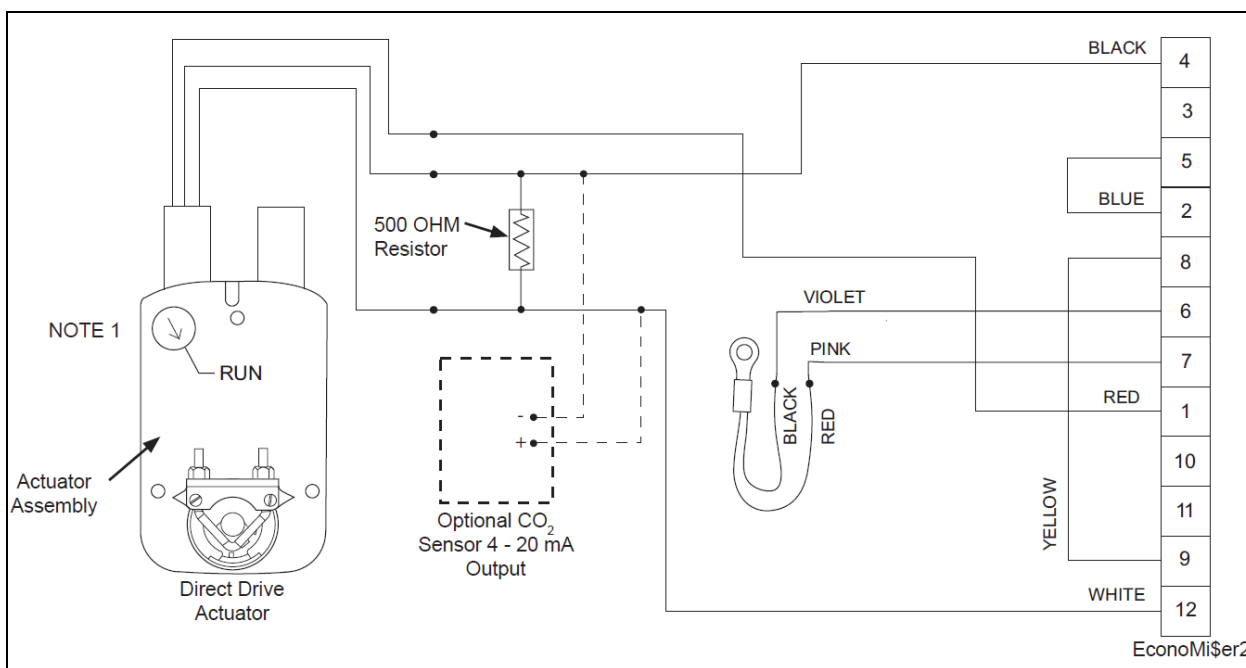 BLACK
4
3
5
BLUE
2
8
500 OHM
Resistor
VIOLET
6
NOTE 1
PINK
7
RUN
RED
1
BLACK
RED
-
+
10
Actuator
Assembly
YELLOW
11
Optional CO2
Sensor 4 - 20 mA
Output
9
Direct Drive
Actuator
WHITE
12
EconoMi$er2